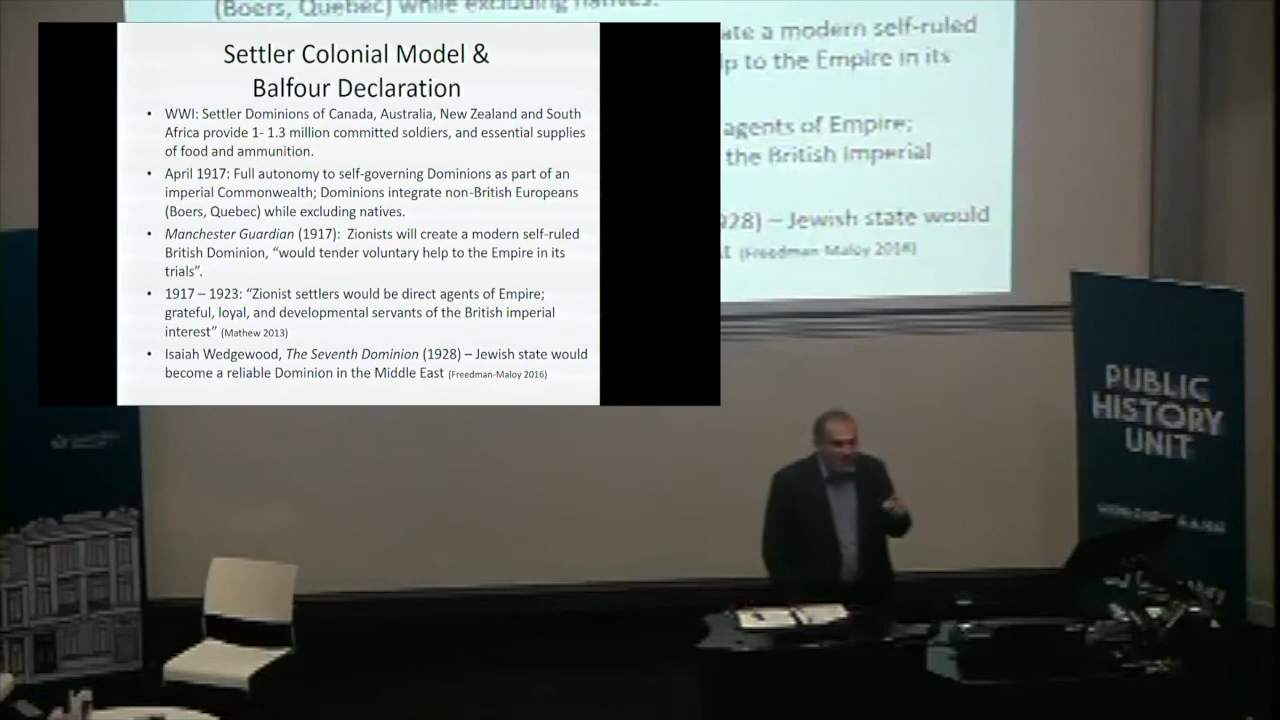 Settler Colonial Model &
Balfour Declaration
• WWI: Settler Dominions of Canada, Australia, New Zealand and South
Africa provide 1- 1.3 million committed soldiers, and essential supplies
of food and ammunition.
• April 1917: Full autonomy to self-governing Dominions as part of an
imperial Commonwealth; Dominions integrate non-British Europeans
(Boers, Quebec) while excluding natives.
• Manchester Guardian (1917): Zionists will create a modern self-ruled
British Dominion, “would tender voluntary help to the Empire in its
trials”.
• 1917 – 1923: “Zionist settlers would be direct agents of Empire;
grateful, loyal, and developmental servants of the British imperial
interest” (Mathew 2013)
• Isaiah Wedgewood, The Seventh Dominion (1928) – Jewish state would
become a reliable Dominion in the Middle East (Freedman-Maloy 2016)
(Boers, Quebec) while excluding natives.
ate a modern self-ruled
p to the Empire in its
agents of Empire;
the British Imperial
928) – Jewish state would
(Freedman-Maloy 2016)
PUBLIC
HISTORY
UNIT